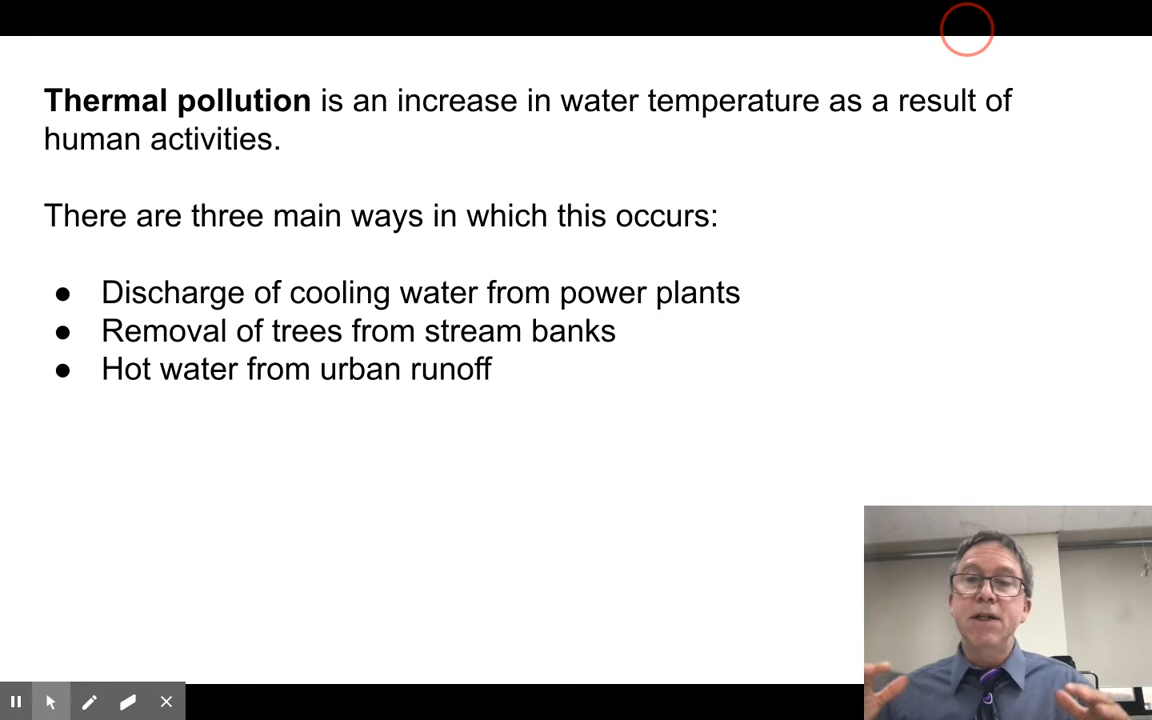 Thermal pollution is an increase in water temperature as a result of
human activities.
There are three main ways in which this occurs:
● Discharge of cooling water from power plants
● Removal of trees from stream banks
● Hot water from urban runoff